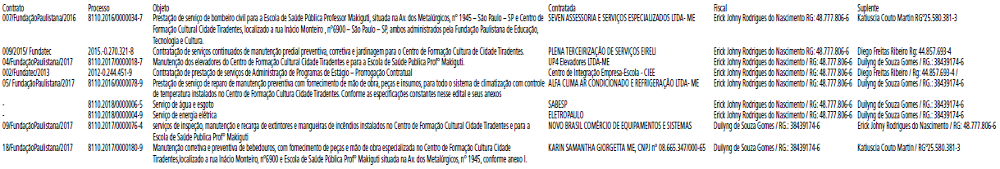 Contrato Processo Objeto Contratada Fiscal Suplente
007/FundaçãoPaulistana/2016 8110.2016/0000034-7 Prestação de serviço de bombeiro civil para a Escola de Saúde Pública Professor Makiguti, situada na Av. dos Metalúrgicos, nº 1945 – São Paulo – SP e Centro de SEVEN ASSESSORIA E SERVIÇOS ESPECIALIZADOS LTDA- ME Erick Johny Rodrigues do Nascimento RG: 48.777.806-6 Katiuscia Couto Martin RGº25.580.381-3
Formação Cultural Cidade Tiradentes, localizado a rua Inácio Monteiro , nº6900 – São Paulo – SP, ambos administrados pela Fundação Paulistana de Educação,
Tecnologia e Cultura.
009/2015/ Fundatec 2015.-0.270.321-8 Contratação de serviços continuados de manutenção predial preventiva, corretiva e jardinagem para o Centro de Formação Cultura de Cidade Tiradentes. PLENA TERCEIRIZAÇÃO DE SERVIÇOS EIRELI Erick Johny Rodrigues do Nascimento RG: 48.777.806-6 Diego Freitas Ribeiro Rg: 44.857.693-4
04/FundaçãoPaulistana/2017 8110.2017/0000018-7 Manutenção dos elevadores do Centro de Formação Cultural Cidade Tiradentes e para a Escola de Saúde Publica Profº Makiguti. UP4 Elevadores LTDA-ME Erick Johny Rodrigues do Nascimento / RG: 48.777.806-6 Duilyng de Souza Gomes / RG.: 38439174-6
002/Fundatec/2013 2012-0.244.451-9 Contratação de prestação de serviços de Administração de Programas de Estágio – Prorrogação Contratual Centro de Integração Empresa-Escola - CIEE Erick Johny Rodrigues do Nascimento / RG: 48.777.806-6 Diego Freitas Ribeiro / Rg: 44.857.693-4 /
05/ FundaçãoPaulistana/2017 8110.2016/0000078-9 Prestação de serviço de reparo de manutenção preventiva com fornecimento de mão de obra, peças e insumos, para todo o sistema de climatização com controle ALFA CLIMA AR CONDICIONADO E REFRIGERAÇÃO LTDA- ME Erick Johny Rodrigues do Nascimento / RG: 48.777.806-6 Duilyng de Souza Gomes / RG.: 38439174-6
de temperatura instalados no Centro de Formação Cultura Cidade Tiradentes. Conforme as especificações constantes nesse edital e seus anexos
- 8110.2018/0000006-5 Serviço de água e esgoto SABESP Erick Johny Rodrigues do Nascimento / RG: 48.777.806-6 Duilyng de Souza Gomes / RG.: 38439174-6
- 8110.2018/0000004-9 Serviço de energia elétrica ELETROPAULO Erick Johny Rodrigues do Nascimento / RG: 48.777.806-6 Duilyng de Souza Gomes / RG.: 38439174-6
09/FundaçãoPaulistana/2017 8110.2017/0000076-4 serviços de inspeção, manutenção e recarga de extintores e mangueiras de incêndios instalados no Centro de Formação Cultural Cidade Tiradentes e para a NOVO BRASIL COMÉRCIO DE EQUIPAMENTOS E SISTEMAS Duilyng de Souza Gomes / RG.: 38439174-6 Erick Johny Rodrigues do Nascimento / RG: 48.777.806-6
Escola de Saúde Publica Profº Makiguti
18/FundaçãoPaulistana/2017 8110.2017/0000180-9 Manutenção corretiva e preventiva de bebedouros, com fornecimento de peças e mão de obra especializada no Centro de Formação Cultura Cidade KARIN SAMANTHA GIORGETTA ME, CNPJ nº 08.665.347/000-65 Duilyng de Souza Gomes / RG.: 38439174-6 Katiuscia Couto Martin / RGº25.580.381-3
Tiradentes,localizado a rua Inácio Monteiro, nº6900 e Escola de Saúde Publica Profº Makiguti situada na Av. dos Metalúrgicos, nº 1945, conforme anexo I.